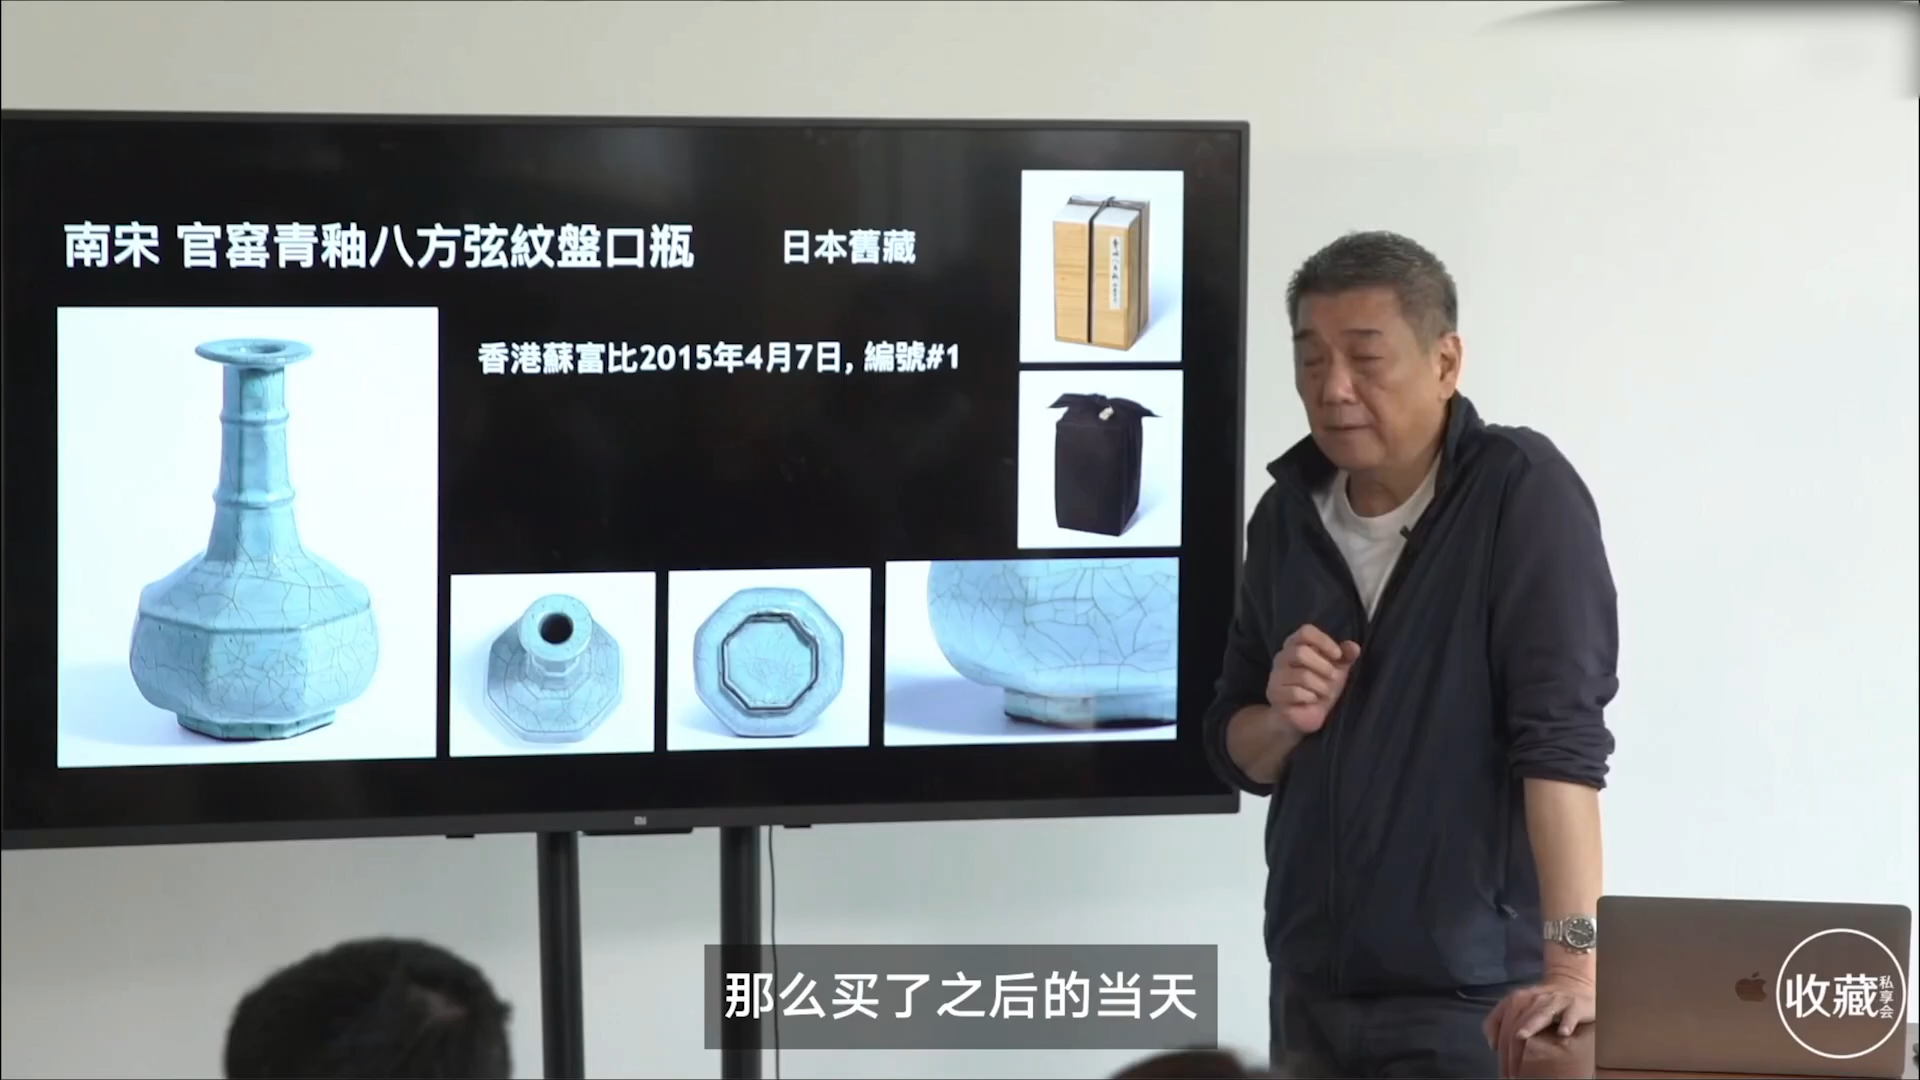 南宋 官窰青釉八方弦紋盤口瓶
日本舊藏
香港蘇富比2015年4月7日, 編號#1
那么买了之后的当天
收藏
私享会